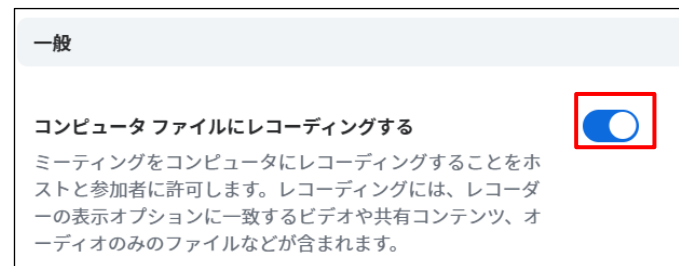 一般
コンピュータ ファイルにレコーディングする
ミーティングをコンピュータにレコーディングすることをホ
ストと参加者に許可します。レコーディングには、レコーダ
ーの表示オプションに一致するビデオや共有コンテンツ、オ
ーディオのみのファイルなどが含まれます。